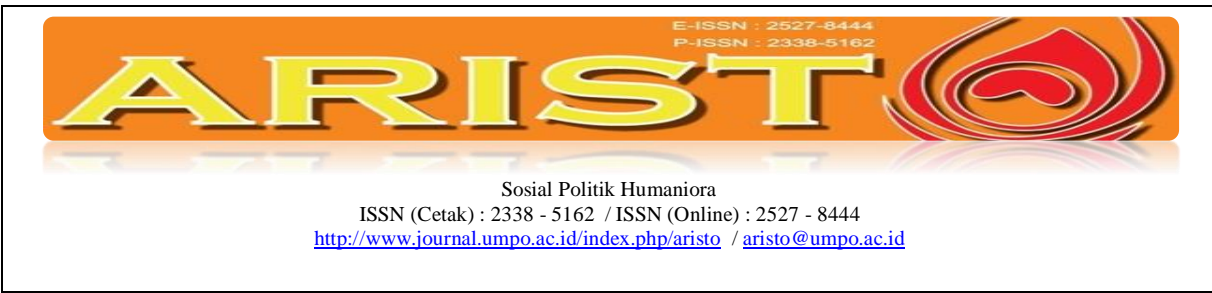 E-ISSN : 2527-8444
P-ISSN : 2338-5162
ARIST
Sosial Politik Humaniora
ISSN (Cetak) : 2338 - 5162 / ISSN (Online) : 2527 - 8444
http://www.journal.umpo.ac.id/index.php/aristo / aristo@umpo.ac.id